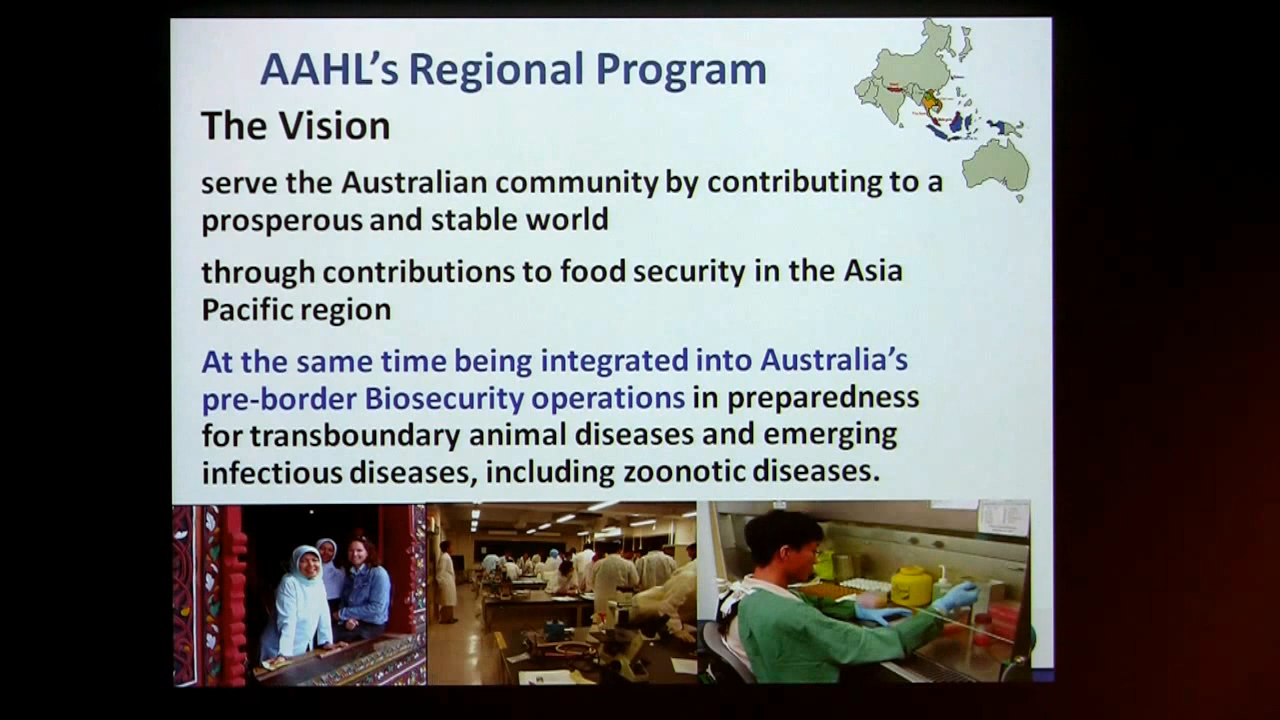 AAHL's Regional Program
The Vision
serve the Australian community by contributing to a
prosperous and stable world
through contributions to food security in the Asia
Pacific region
At the same time being integrated into Australia's
pre-border Biosecurity operations in preparedness
for transboundary animal diseases and emerging
infectious diseases, including zoonotic diseases.